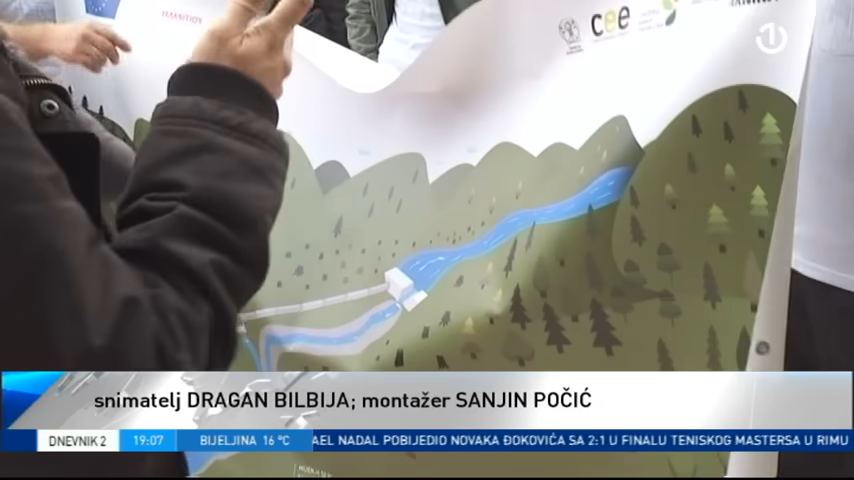 cee
1
snimatelj DRAGAN BILBIJA; montažer SANJIN POČIĆ
DNEVNIK 2 19:07 BIJELJINA 16 °C AEL NADAL POBIJEDIO NOVAKA ĐOKOVIĆA SA 2:1 U FINALU TENISKOG MASTERSA U RIMU